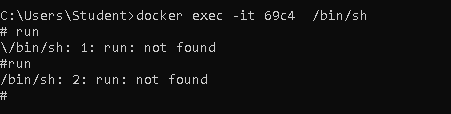 C:\Users\Student>docker exec -it 69c4  /bin/sh
# run
\/bin/sh: 1: run: not found
#run
/bin/sh: 2: run: not found
#